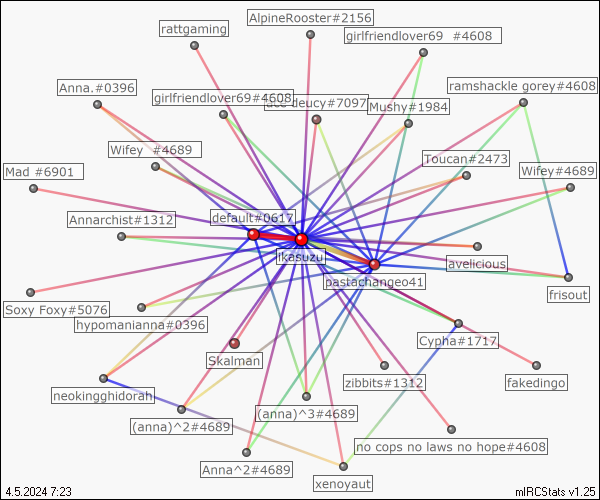 AlpineRooster#2156
rattgaming
girlfriendlover69   #4608
Anna.#0396
girlfriendlover69#4608
deucy#7097
Mushy#1984
ramshackle gorey#4608
Wifey   #4689
Toucan#2473
Mad   #6901
Wifey#4689
Annarchist#1312
default#0617
ikasuzu
avelicious
pastachangeo41
frisout
Soxy Foxy#5076
hypomanianna#0396
Skalman
Cypha#1717
zibbits#1312
fakedingo
neokingghidorah
(anna)^3#4689
(anna)^2#4689
no cops no laws no hope#4608
Anna^2#4689
xenoyaut
4.5.2024 7:23
mIRCStats v1.25